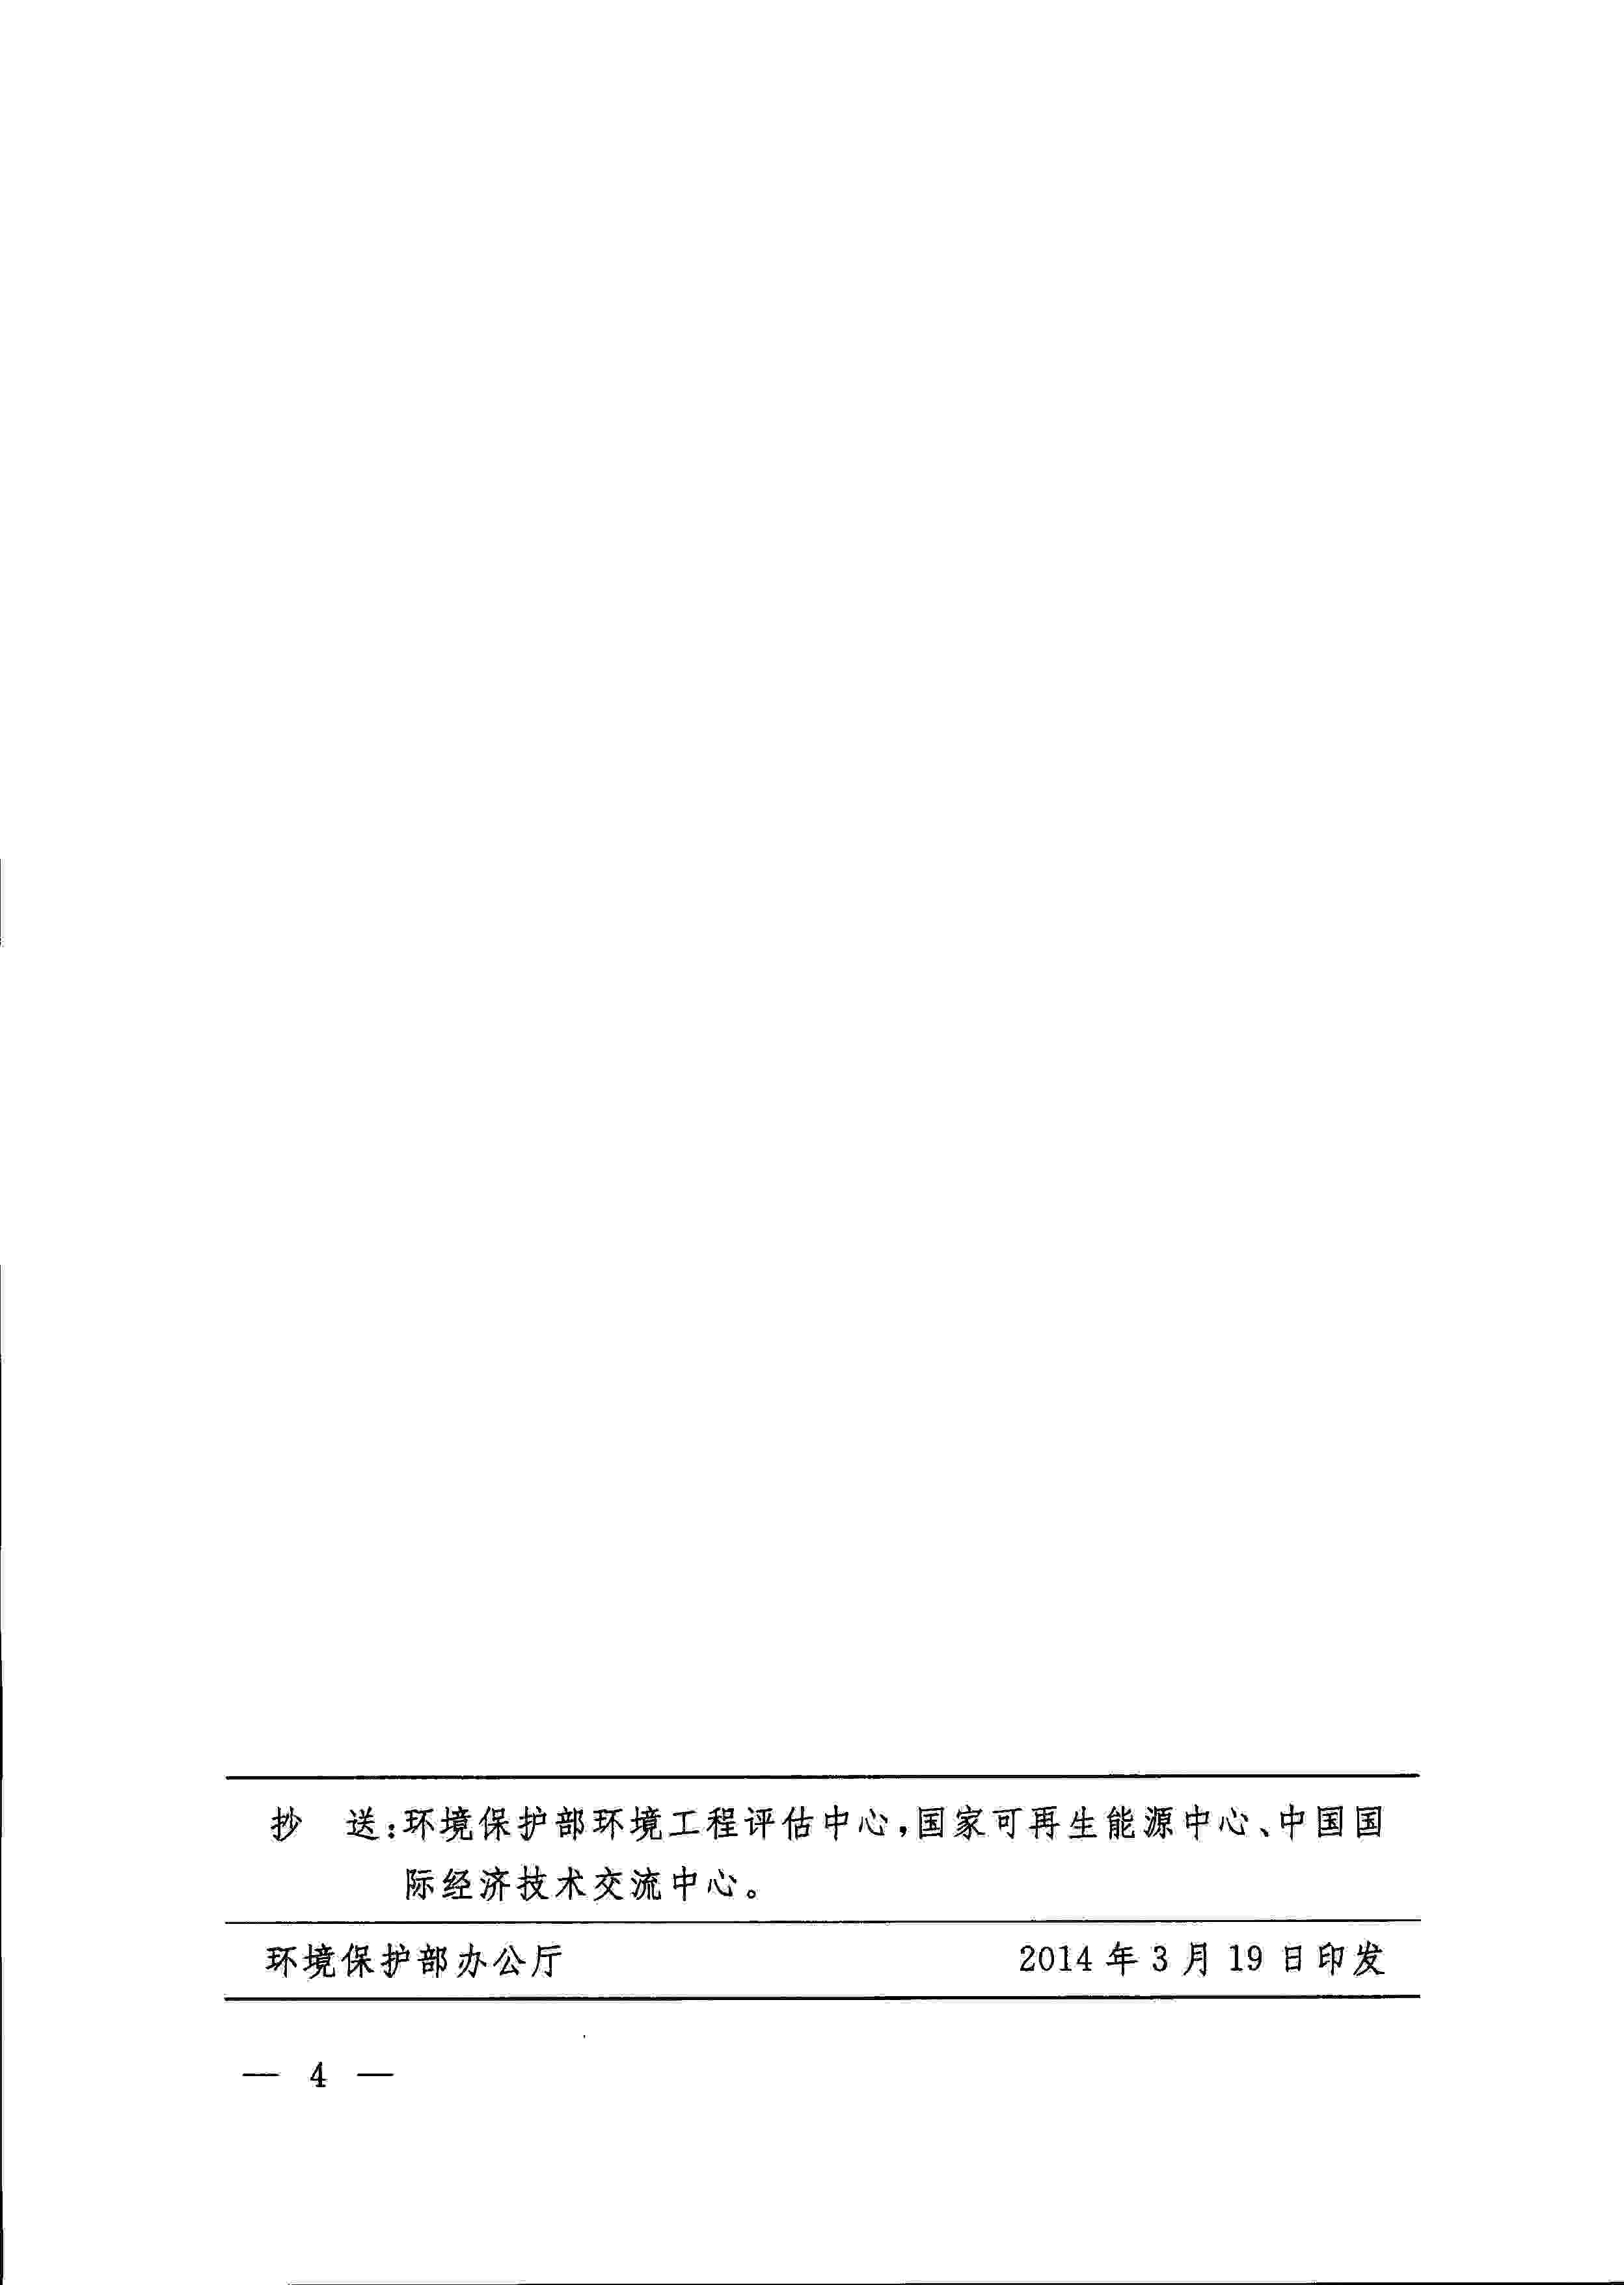 抄　送:环境保护部环境工程评估中心,国家可再生能源中心、中国国
际经济技术交流中心。
环境保护部办公厅　2014年3月19日印发
— 4 —